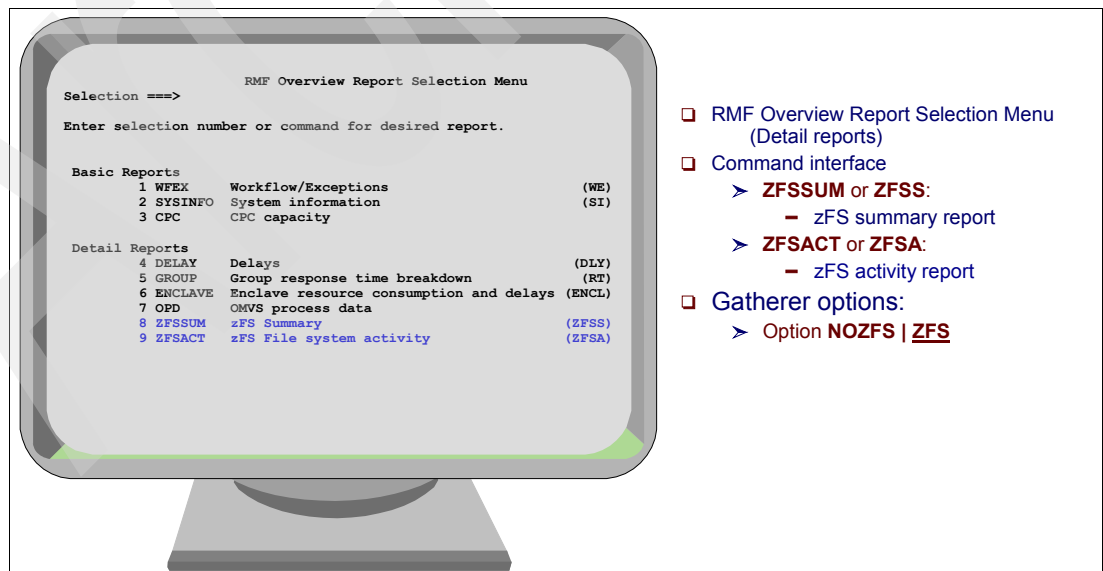 RMF Overview Report Selection Menu
Selection ===>
Enter selection number or command for desired report.
Basic Reports
1 WFEX Workflow/Exceptions (WE)
2 SYSINFO System information (SI)
3 CPC CPC capacity
Detail Reports
4 DELAY Delays (DLY)
5 GROUP Group response time breakdown (RT)
6 ENCLAVE Enclave resource consumption and delays (ENCL)
7 OPD OMVS process data
8 ZFSSUM zFS Summary (ZFSS)
9 ZFSACT zFS File system activity (ZFSA)
❑ RMF Overview Report Selection Menu
(Detail reports)
❑ Command interface
➢ ZFSSUM or ZFSS:
– zFS summary report
➢ ZFSACT or ZFSA:
– zFS activity report
❑ Gatherer options:
➢ Option NOZFS | ZFS